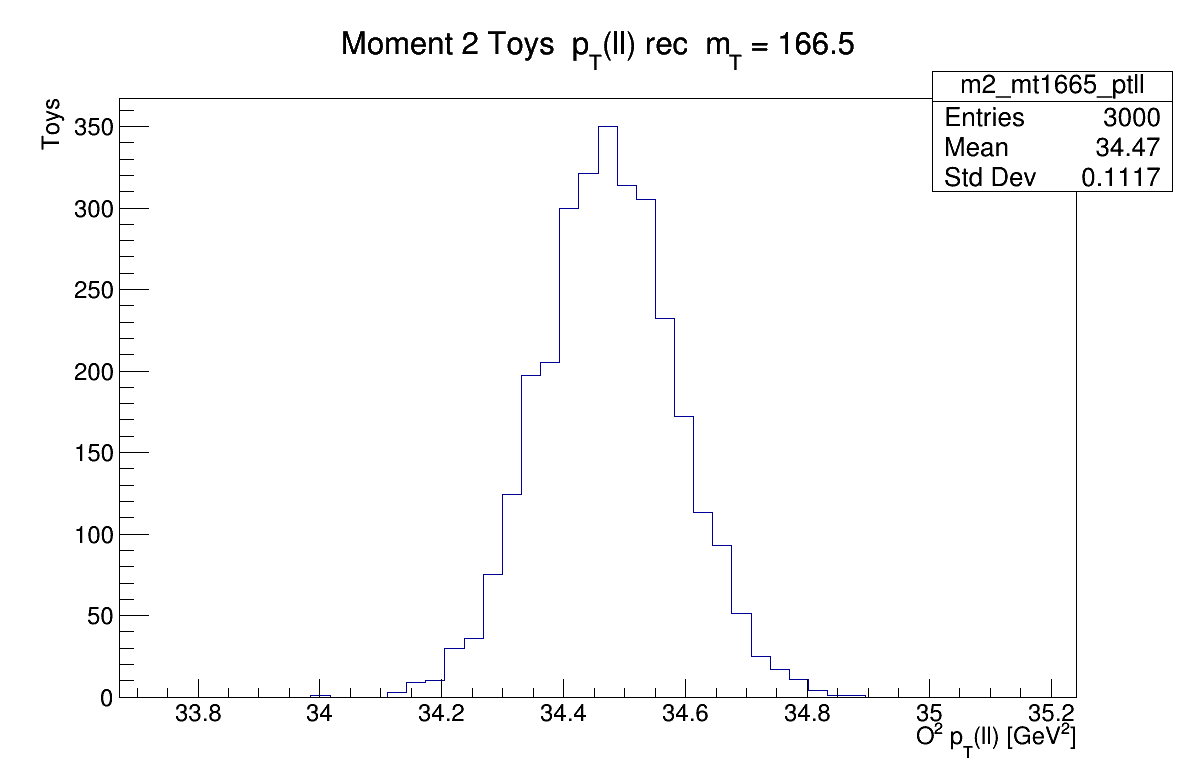 Moment 2 Toys  p_T(ll) rec  m_T = 166.5
m2_mt1665_ptll
Entries 3000
Mean 34.47
Std Dev 0.1117
Toys
350
300
250
200
150
100
50
0
33.8 34 34.2 34.4 34.6 34.8 35 35.2
O² p_T(ll) [GeV²]